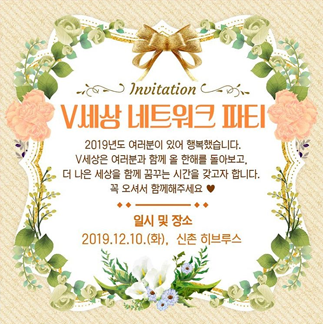 Invitation
V세상 네트워크 파티
2019년도 여러분이 있어 행복했습니다.
V세상은 여러분과 함께 올 한해를 돌아보고,
더 나은 세상을 함께 꿈꾸는 시간을 갖고자 합니다.
꼭 오셔서 함께해주세요 ♥
일시 및 장소
2019.12.10.(화), 신촌 히브루스